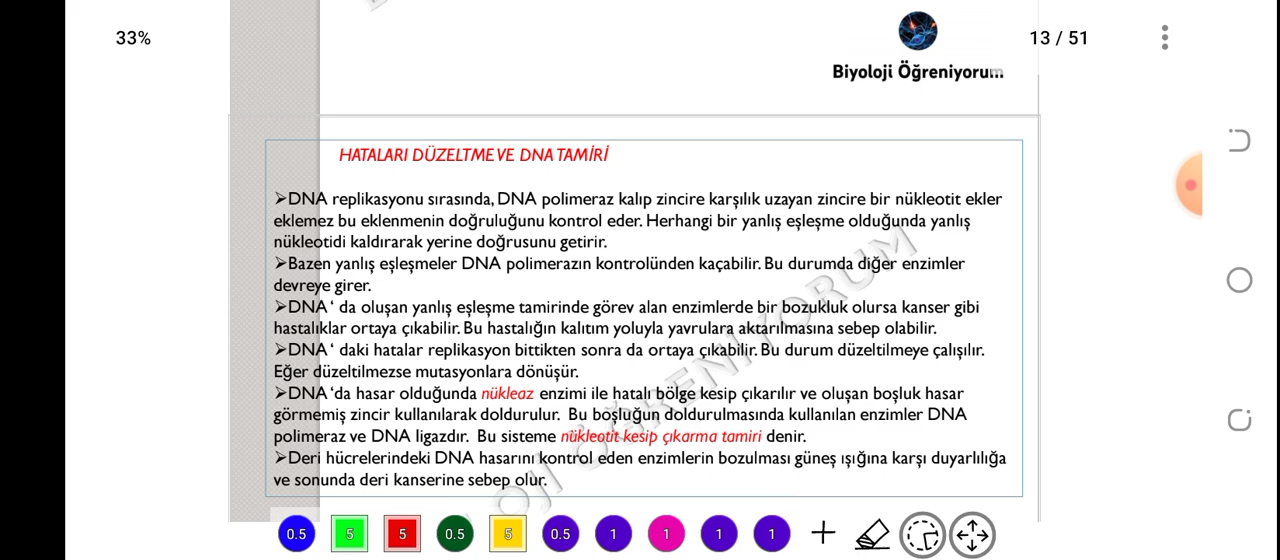 33%
13 / 51
Biyoloji Öğreniyorum
HATALARI DÜZELTME VE DNA TAMİRİ
➢DNA replikasyonu sırasında, DNA polimeraz kalıp zincire karşılık uzayan zincire bir nükleotit ekler
eklemez bu eklenmenin doğruluğunu kontrol eder. Herhangi bir yanlış eşleşme olduğunda yanlış
nükleotidi kaldırarak yerine doğrusunu getirir.
➢Bazen yanlış eşleşmeler DNA polimerazın kontrolünden kaçabilir. Bu durumda diğer enzimler
devreye girer.
➢DNA ‘ da oluşan yanlış eşleşme tamirinde görev alan enzimlerde bir bozukluk olursa kanser gibi
hastalıklar ortaya çıkabilir. Bu hastalığın kalıtım yoluyla yavrulara aktarılmasına sebep olabilir.
➢DNA ‘ daki hatalar replikasyon bittikten sonra da ortaya çıkabilir. Bu durum düzeltilmeye çalışılır.
Eğer düzeltilmezse mutasyonlara dönüşür.
➢DNA ‘da hasar olduğunda nükleaz enzimi ile hatalı bölge kesip çıkarılır ve oluşan boşluk hasar
görmemiş zincir kullanılarak doldurulur. Bu boşluğun doldurulmasında kullanılan enzimler DNA
polimeraz ve DNA ligazdır. Bu sisteme nükleotit kesip çıkarma tamiri denir.
➢Deri hücrelerindeki DNA hasarını kontrol eden enzimlerin bozulması güneş ışığına karşı duyarlılığa
ve sonunda deri kanserine sebep olur.
OJİ ÖĞRENİYORUM
0.5 5 5 0.5 5 0.5 1 1 1 1